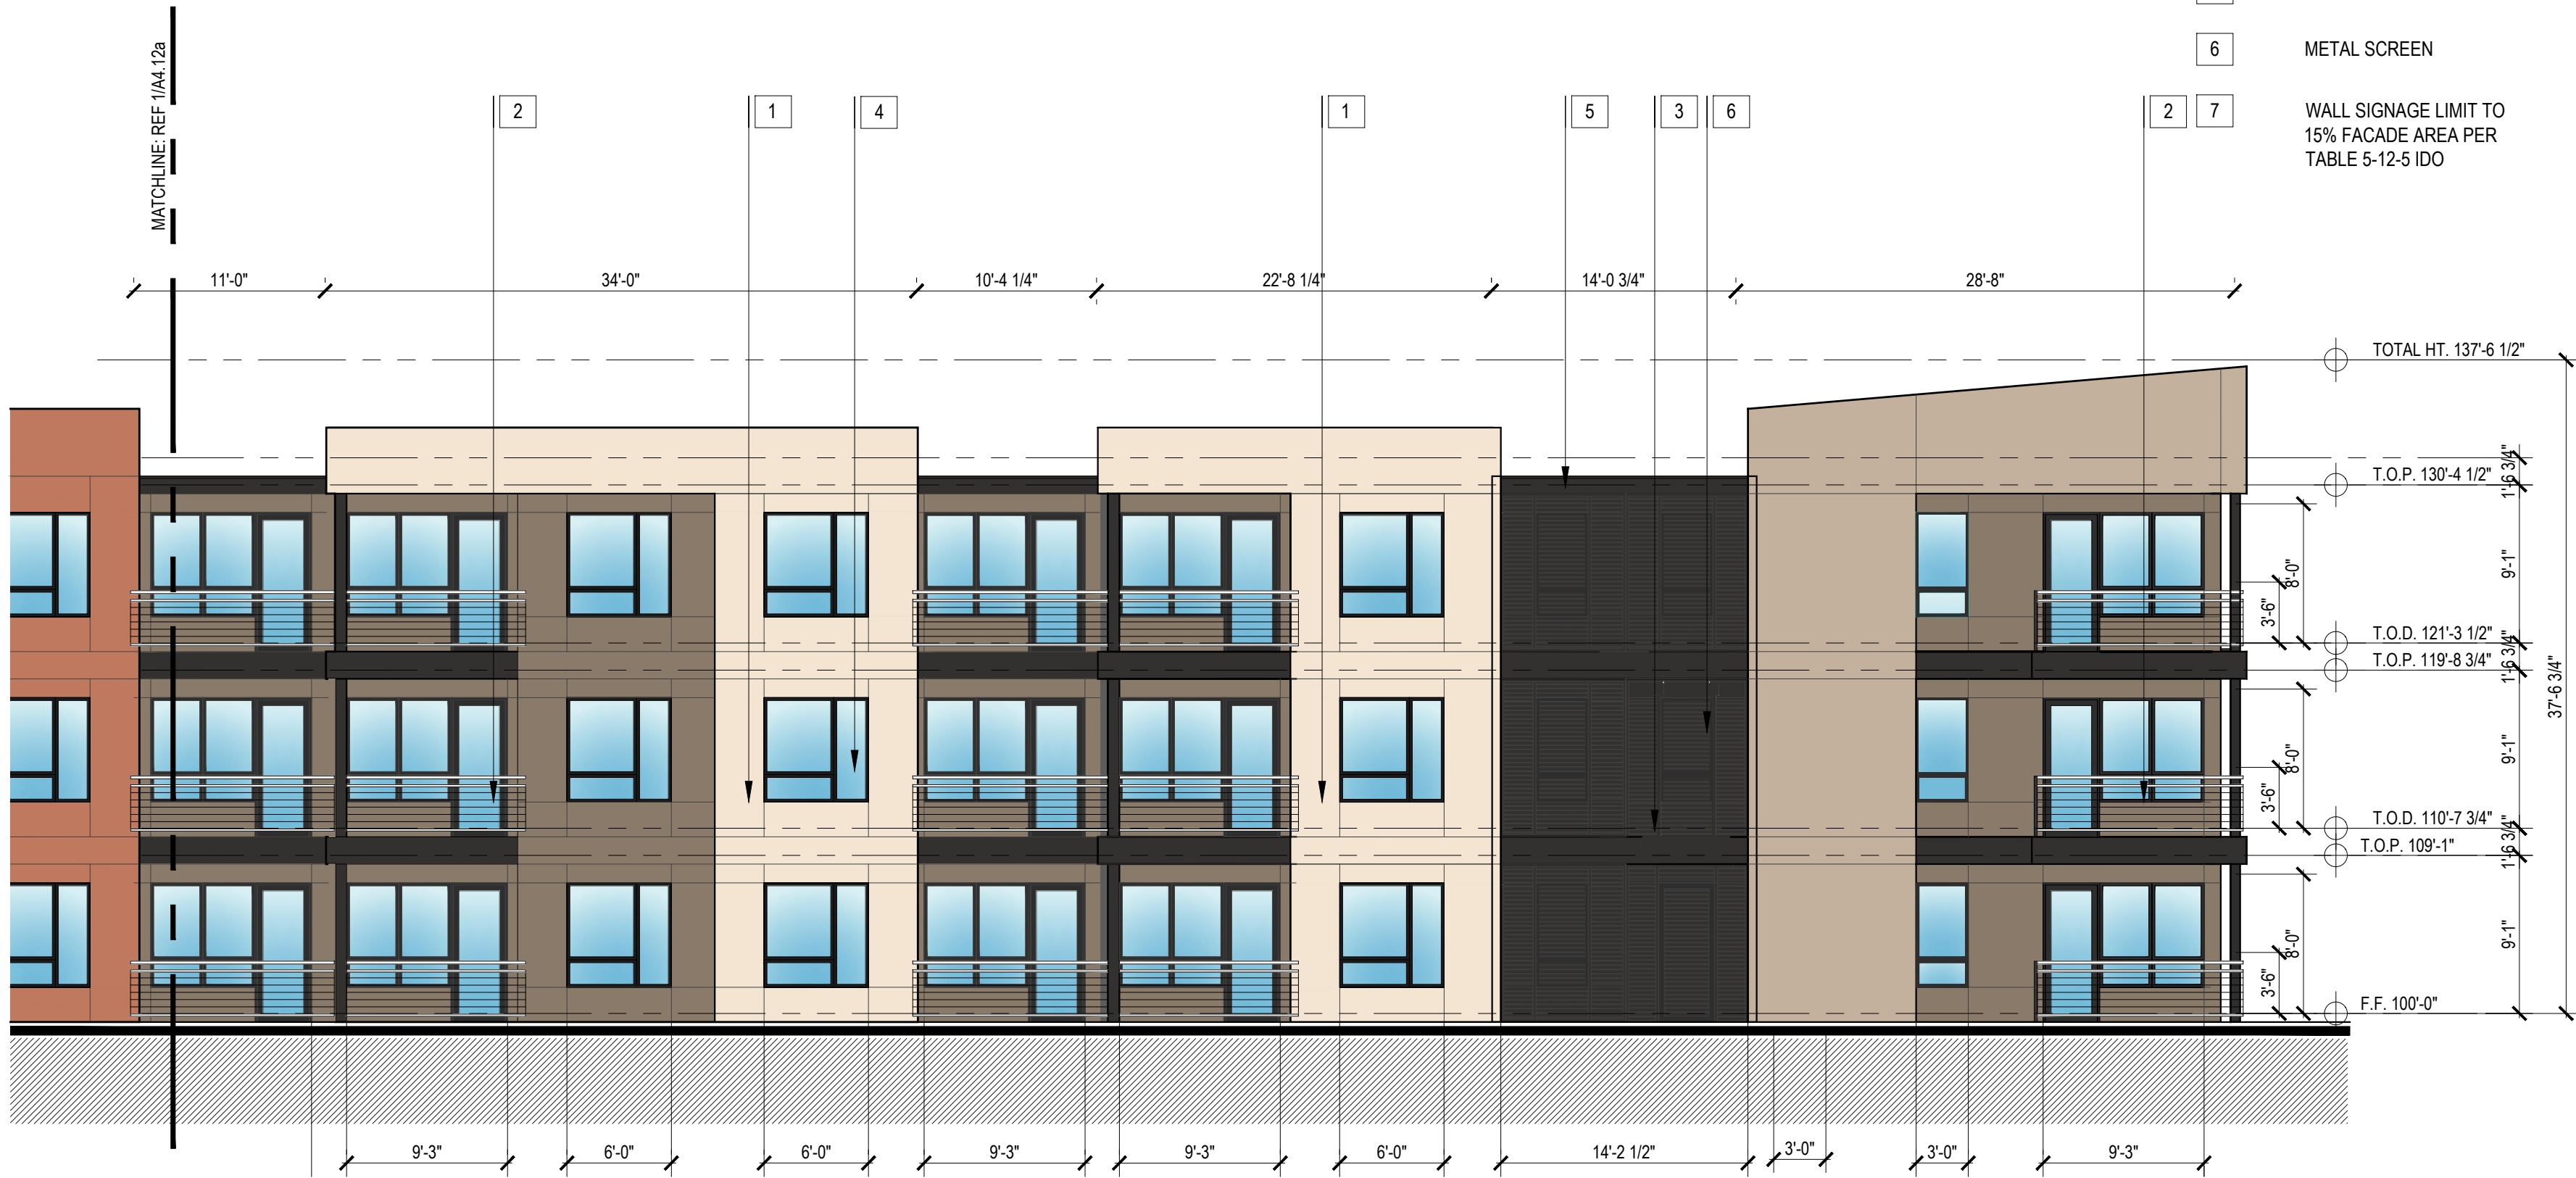 6 METAL SCREEN
MATCHLINE: REF 1/A4.12a
2 1 4 1 5 3 6 2
7 WALL SIGNAGE LIMIT TO
15% FACADE AREA PER
TABLE 5-12-5 IDO
11'-0" 34'-0" 10'-4 1/4" 22'-8 1/4" 14'-0 3/4" 28'-8"
TOTAL HT. 137'-6 1/2"
1'-6 3/4"
T.O.P. 130'-4 1/2"
9'-1"
8'-0"
3'-6"
T.O.D. 121'-3 1/2"
1'-6 3/4"
T.O.P. 119'-8 3/4"
37'-6 3/4"
9'-1"
8'-0"
3'-6"
T.O.D. 110'-7 3/4"
1'-6 3/4"
T.O.P. 109'-1"
9'-1"
8'-0"
3'-6"
F.F. 100'-0"
9'-3" 6'-0" 6'-0" 9'-3" 9'-3" 6'-0" 14'-2 1/2" 3'-0" 3'-0" 9'-3"